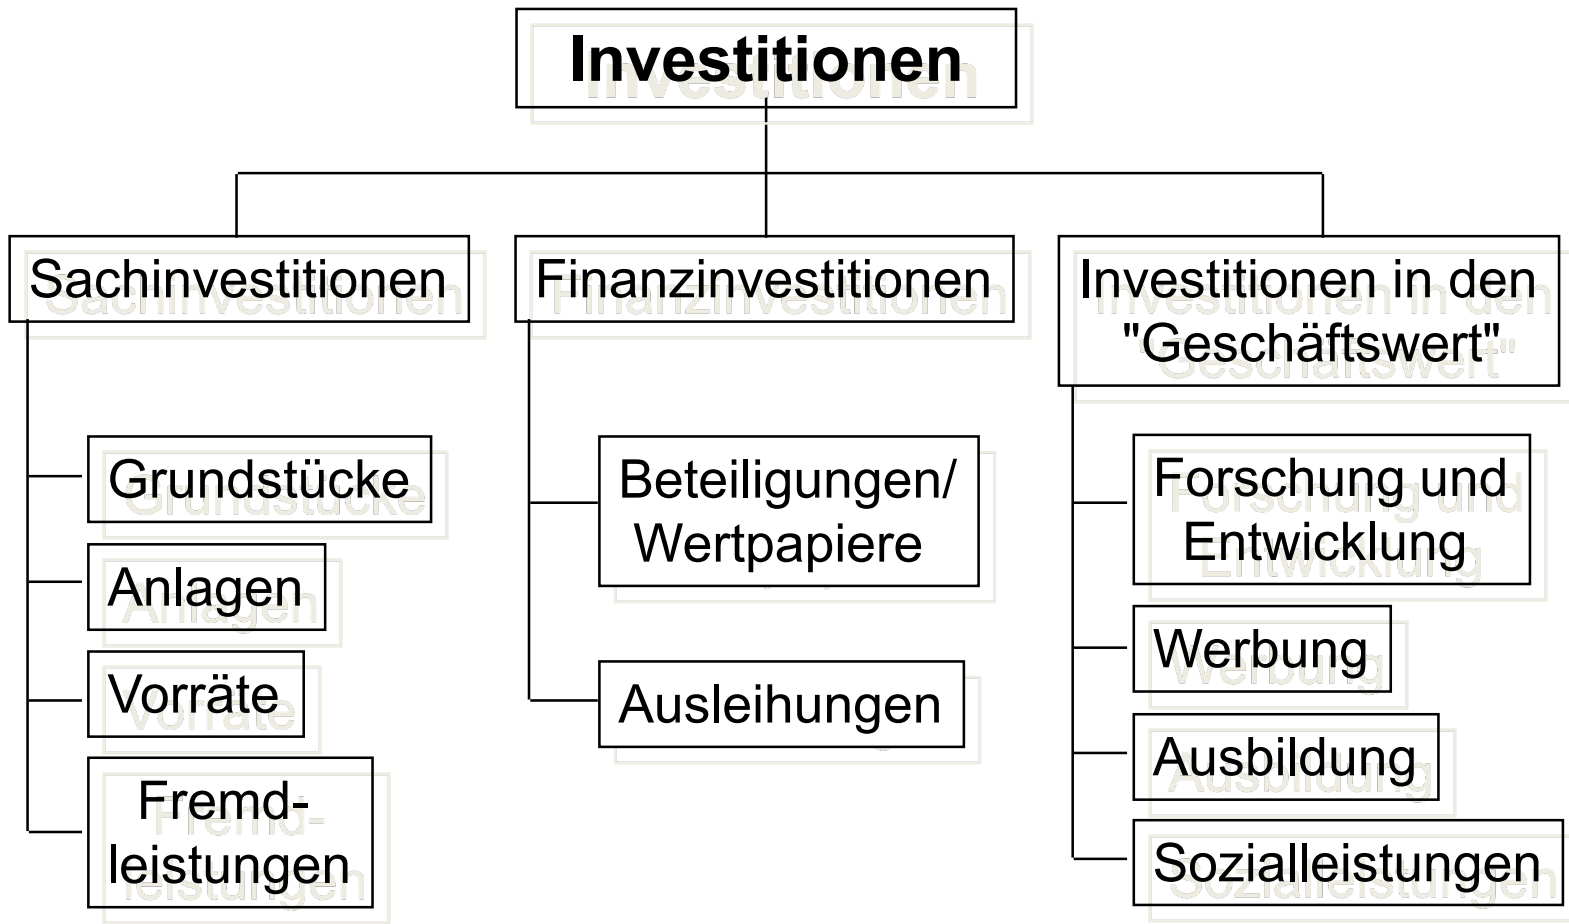 Investitionen
Sachinvestitionen
Grundstücke
Anlagen
Vorräte
Fremd-
leistungen
Finanzinvestitionen
Beteiligungen/
Wertpapiere
Ausleihungen
Investitionen in den
"Geschäftswert"
Forschung und
Entwicklung
Werbung
Ausbildung
Sozialleistungen